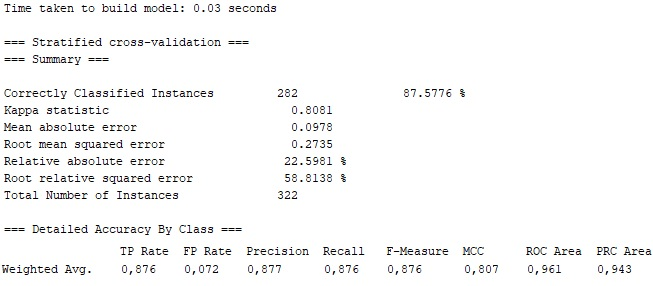 Time taken to build model: 0.03 seconds
=== Stratified cross-validation ===
=== Summary ===
Correctly Classified Instances 282 87.5776 %
Kappa statistic 0.8081
Mean absolute error 0.0978
Root mean squared error 0.2735
Relative absolute error 22.5981 %
Root relative squared error 58.8138 %
Total Number of Instances 322
=== Detailed Accuracy By Class ===
TP Rate FP Rate Precision Recall F-Measure MCC ROC Area PRC Area
Weighted Avg. 0,876 0,072 0,877 0,876 0,876 0,807 0,961 0,943